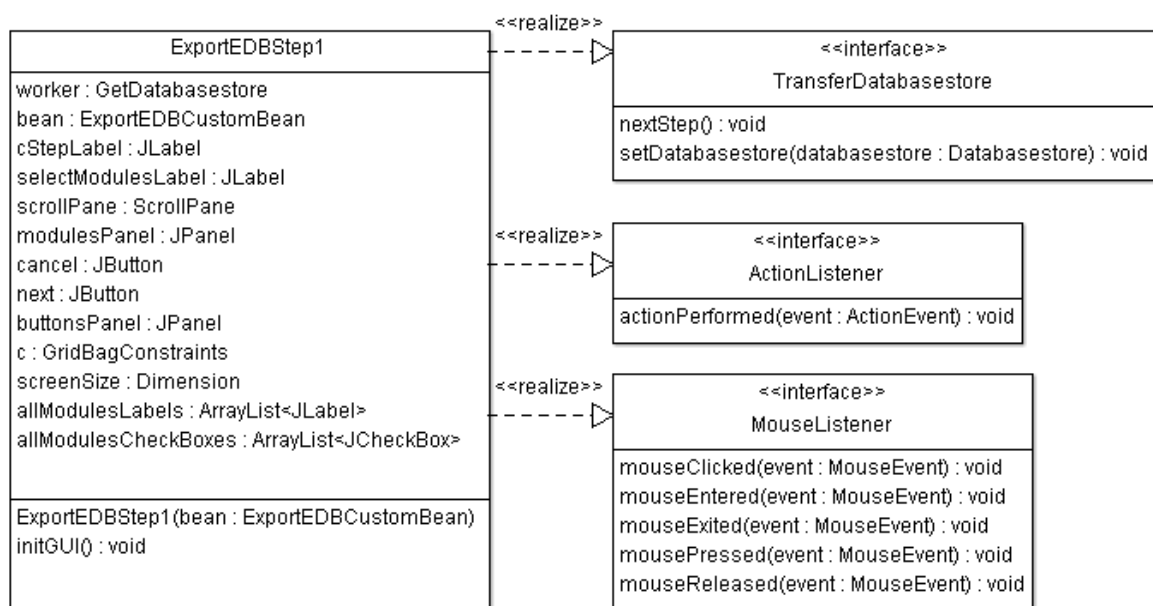 ExportEDBStep1
worker : GetDatabasestore
bean : ExportEDBCustomBean
cStepLabel : JLabel
selectModulesLabel : JLabel
scrollPane : ScrollPane
modulesPanel : JPanel
cancel : JButton
next : JButton
buttonsPanel : JPanel
c : GridBagConstraints
screenSize : Dimension
allModulesLabels : ArrayList<JLabel>
allModulesCheckBoxes : ArrayList<JCheckBox>
ExportEDBStep1(bean : ExportEDBCustomBean)
initGUI() : void
<<realize>>
<<interface>>
TransferDatabasestore
nextStep() : void
setDatabasestore(databasestore : Databasestore) : void
<<realize>>
<<interface>>
ActionListener
actionPerformed(event : ActionEvent) : void
<<realize>>
<<interface>>
MouseListener
mouseClicked(event : MouseEvent) : void
mouseEntered(event : MouseEvent) : void
mouseExited(event : MouseEvent) : void
mousePressed(event : MouseEvent) : void
mouseReleased(event : MouseEvent) : void